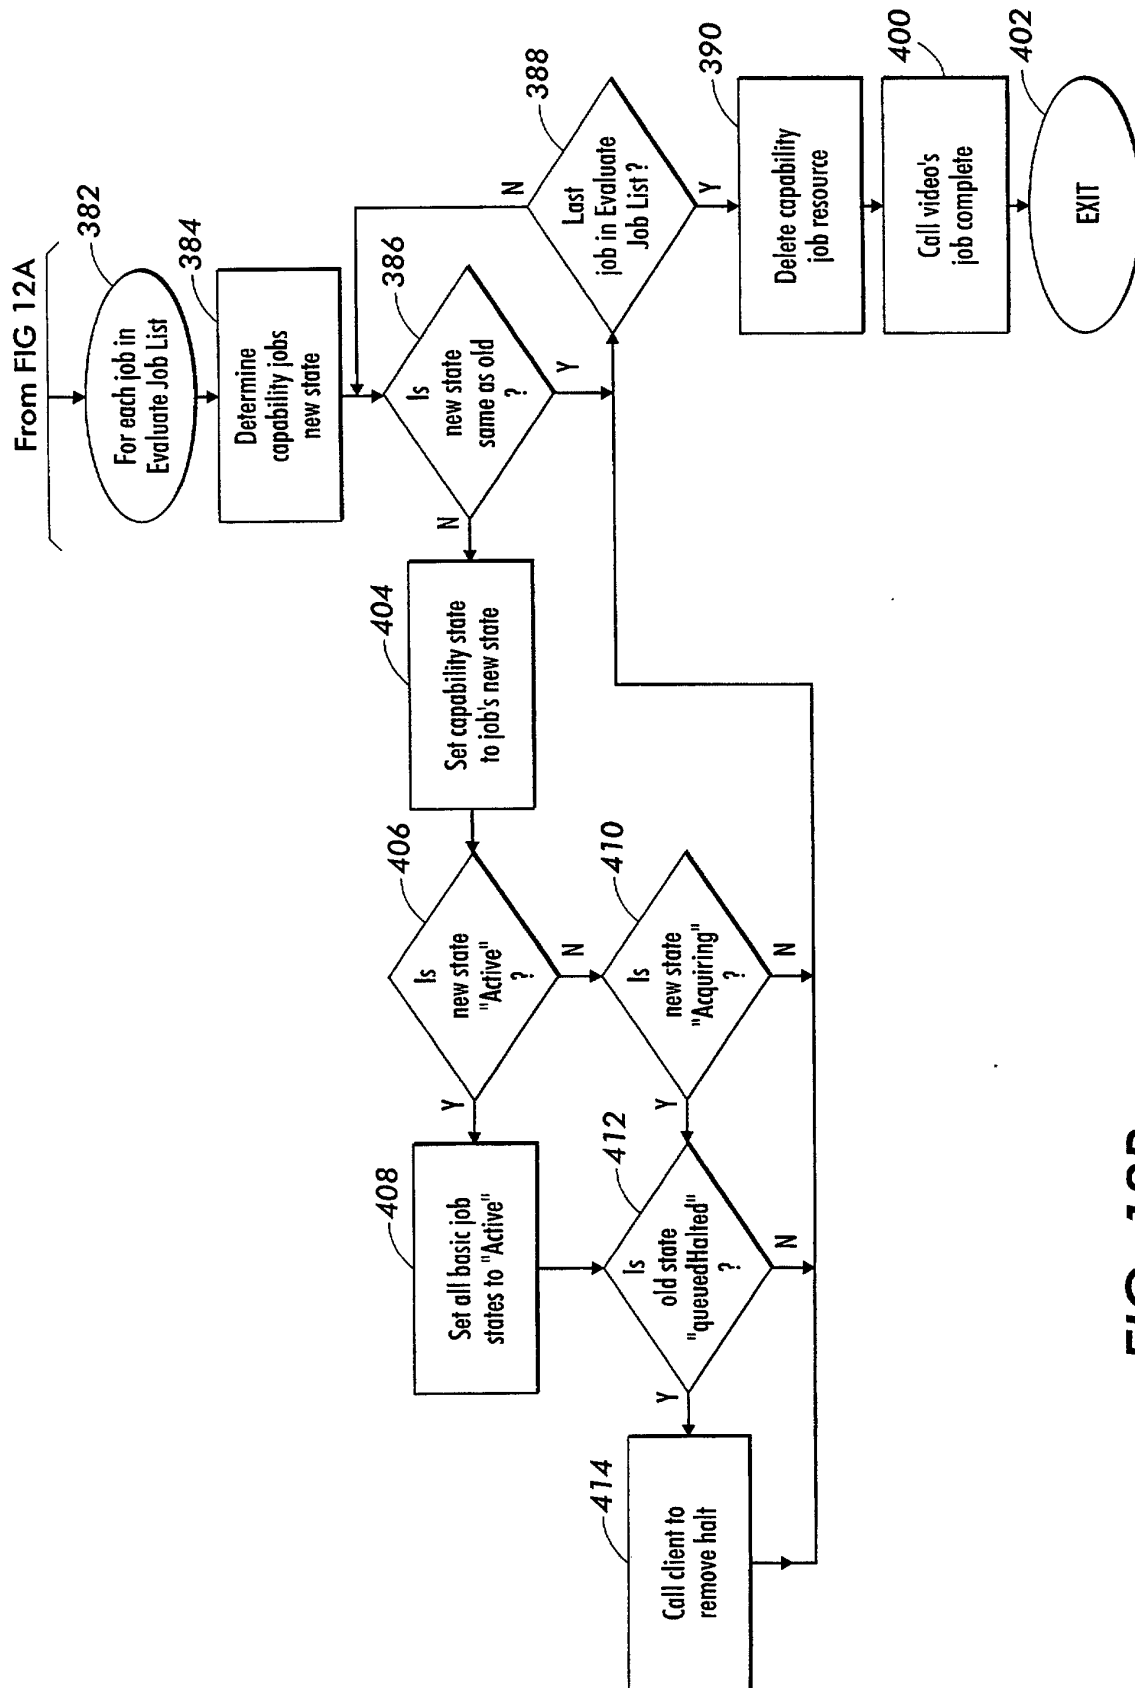 From FIG 12A
382
For each job in
Evaluate Job List
384
Determine
capability jobs
new state
386
Is
new state
same as old
?
N
Y
388
Last
job in Evaluate
Job List ?
N
Y
390
Delete capability
job resource
400
Call video's
job complete
402
EXIT
404
Set capability state
to job's new state
406
Is
new state
"Active"
?
Y
N
408
Set all basic job
states to "Active"
410
Is
new state
"Acquiring"
?
Y
N
412
Is
old state
"queuedHalted"
?
Y
N
414
Call client to
remove halt